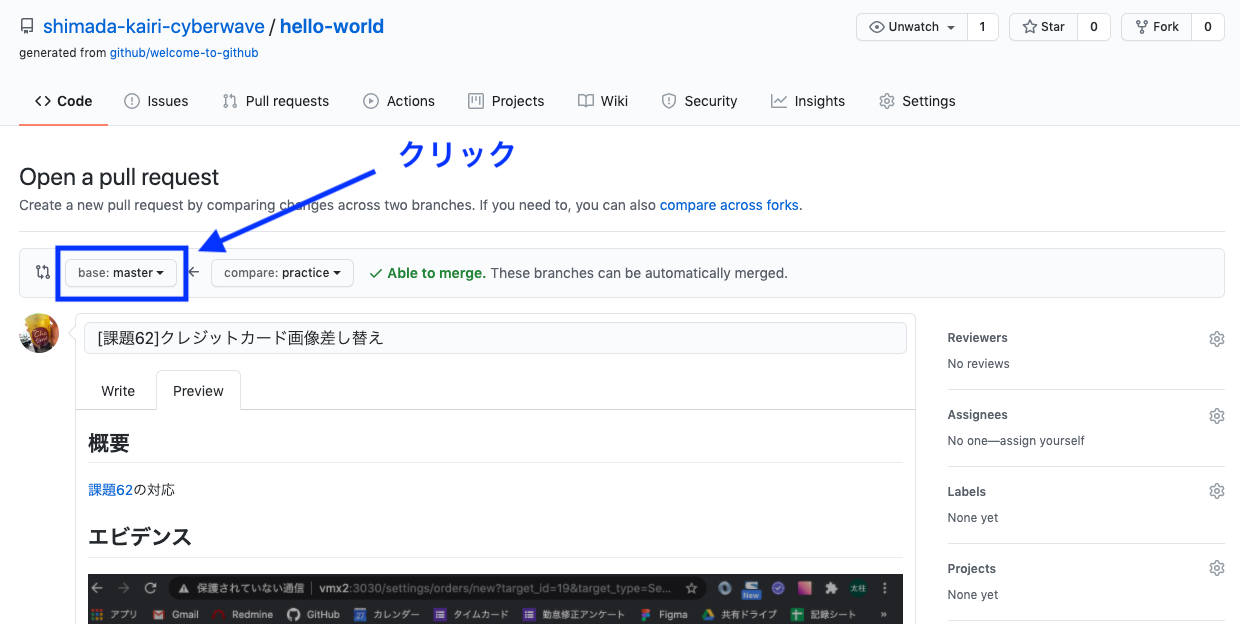 shimada-kairi-cyberwave / hello-world
Unwatch 1 Star 0 Fork 0
generated from github/welcome-to-github
Code Issues Pull requests Actions Projects Wiki Security Insights Settings
クリック
Open a pull request
Create a new pull request by comparing changes across two branches. If you need to, you can also compare across forks.
base: master ← compare: practice ✓ Able to merge. These branches can be automatically merged.
[課題62]クレジットカード画像差し替え
Write Preview
概要
課題62の対応
エビデンス
保護されていない通信 | vmx2:3030/settings/orders/new?target_id=19&target_type=Se... New 太柱
アプリ Gmail Redmine GitHub 27 カレンダー タイムカード 勤怠修正アンケート Figma 共有ドライブ 記録シート »
Reviewers
No reviews
Assignees
No one—assign yourself
Labels
None yet
Projects
None yet